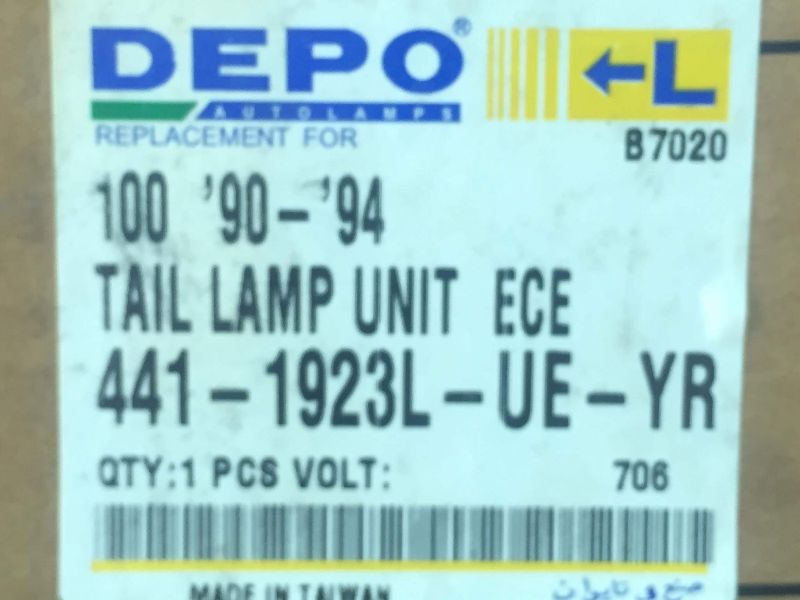 DEPO®
AUTOLAMPS
REPLACEMENT FOR
L
B7020
100 '90-'94
TAIL LAMP UNIT ECE
441-1923L-UE-YR
QTY:1 PCS VOLT:
706
MADE IN TAIWAN
صنع في تايوان